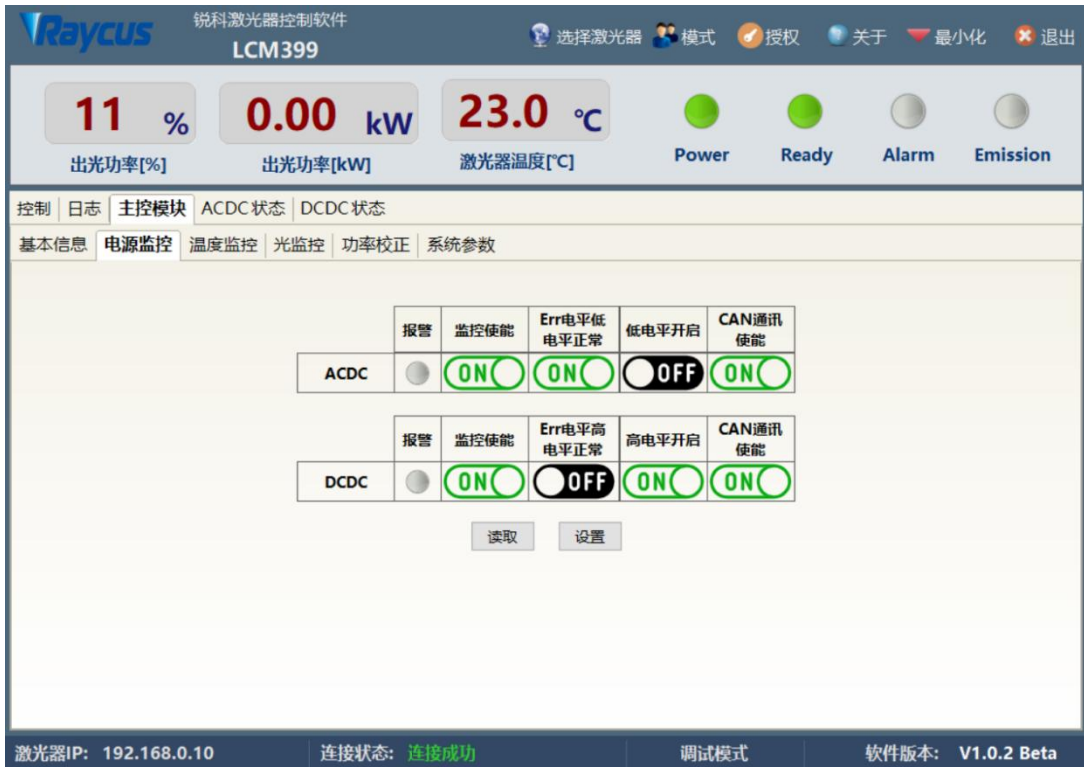 Raycus
锐科激光器控制软件
LCM399
选择激光器 模式 授权 关于 最小化 退出
11 % 0.00 kW 23.0 ℃
出光功率[%] 出光功率[kW] 激光器温度[℃] Power Ready Alarm Emission
控制 日志 主控模块 ACDC状态 DCDC状态
基本信息 电源监控 温度监控 光监控 功率校正 系统参数
报警 监控使能 Err电平低电平正常 低电平开启 CAN通讯使能
ACDC ON ON OFF ON
报警 监控使能 Err电平高电平正常 高电平开启 CAN通讯使能
DCDC ON OFF ON ON
读取 设置
激光器IP: 192.168.0.10 连接状态: 连接成功 调试模式 软件版本: V1.0.2 Beta